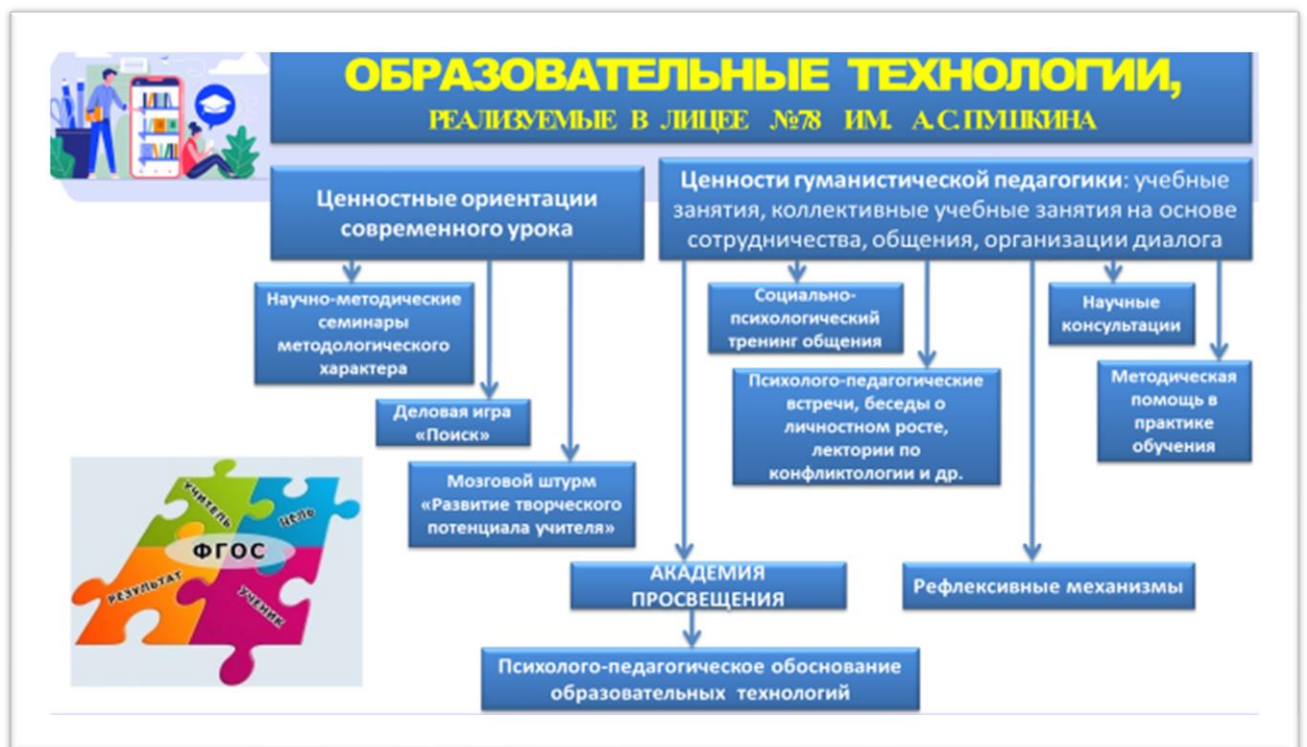 ОБРАЗОВАТЕЛЬНЫЕ ТЕХНОЛОГИИ,
РЕАЛИЗУЕМЫЕ В ЛИЦЕЕ №78 ИМ. А.С.ПУШКИНА
Ценностные ориентации
современного урока
Ценности гуманистической педагогики: учебные
занятия, коллективные учебные занятия на основе
сотрудничества, общения, организации диалога
Научно-методические
семинары
методологического
характера
Социально-
психологический
тренинг общения
Научные
консультации
Деловая игра
«Поиск»
Психолого-педагогические
встречи, беседы о
личностном росте,
лектории по
конфликтологии и др.
Методическая
помощь в
практике
обучения
Мозговой штурм
«Развитие творческого
потенциала учителя»
УЧИТЕЛЬ
ЦЕЛЬ
ФГОС
РЕЗУЛЬТАТ
УЧЕНИК
АКАДЕМИЯ
ПРОСВЕЩЕНИЯ
Рефлексивные механизмы
Психолого-педагогическое обоснование
образовательных технологий